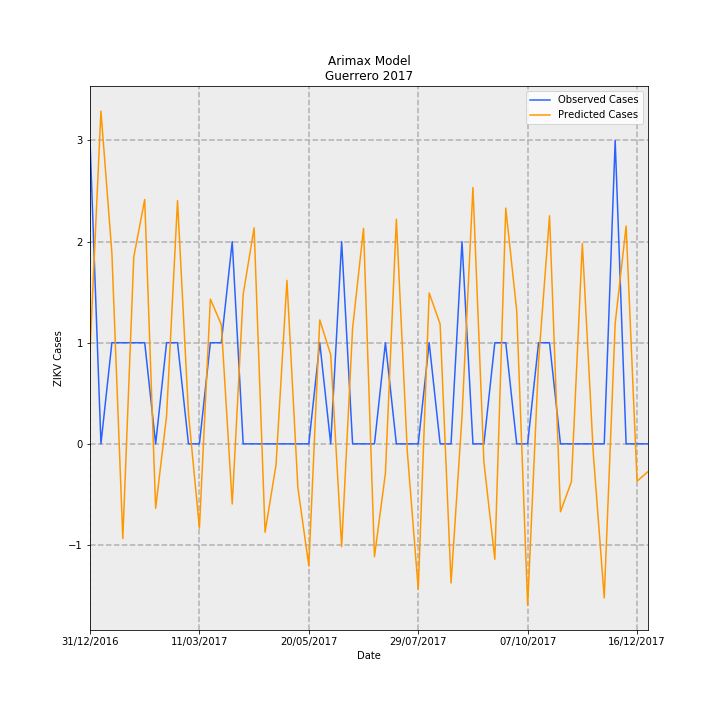 Arimax Model
Guerrero 2017
Observed Cases
Predicted Cases
ZIKV Cases
3
2
1
0
−1
31/12/2016 11/03/2017 20/05/2017 29/07/2017 07/10/2017 16/12/2017
Date